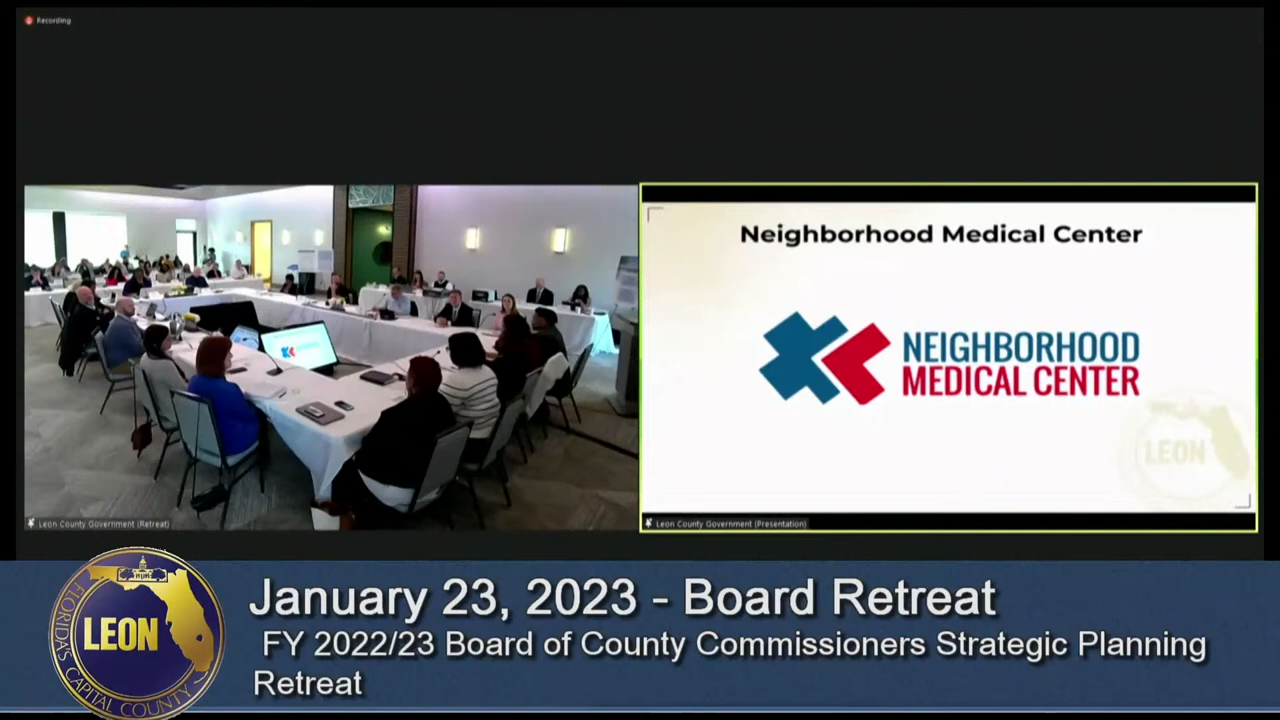 Recording
Neighborhood Medical Center
NEIGHBORHOOD
MEDICAL CENTER
LEON
Leon County Government (Retreat)
Leon County Government (Presentation)
FLORIDA'S CAPITAL COUNTY
LEON
January 23, 2023 - Board Retreat
FY 2022/23 Board of County Commissioners Strategic Planning
Retreat